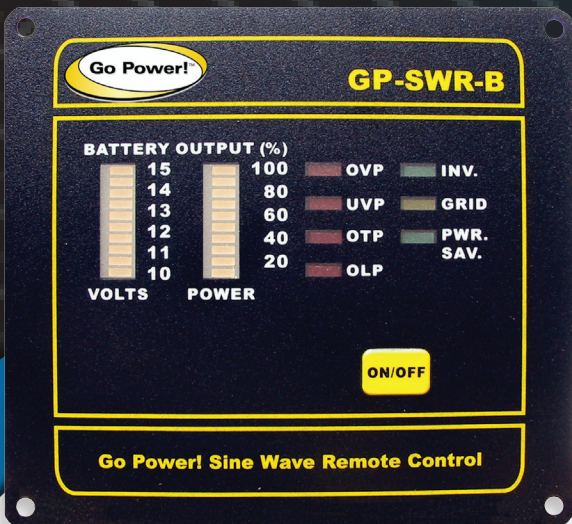 Go Power!™
GP-SWR-B
BATTERY OUTPUT (%)
15 100 OVP INV.
14 80
13 60 UVP GRID
12 40 OTP PWR. SAV.
11 20
10 OLP
VOLTS POWER
ON/OFF
Go Power! Sine Wave Remote Control